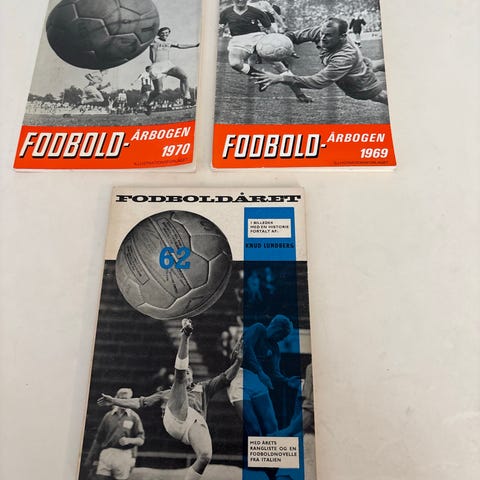 FODBOLD-ÅRBOGEN
1970
FODBOLD-ÅRBOGEN
1969
FODBOLDÅRET
62
I BILLEDER
MED EN HISTORIE
FORTALT AF:
KNUD LUNDBERG
MED ÅRETS
RANGLISTE OG EN
FODBOLDNOVELLE
FRA ITALIEN